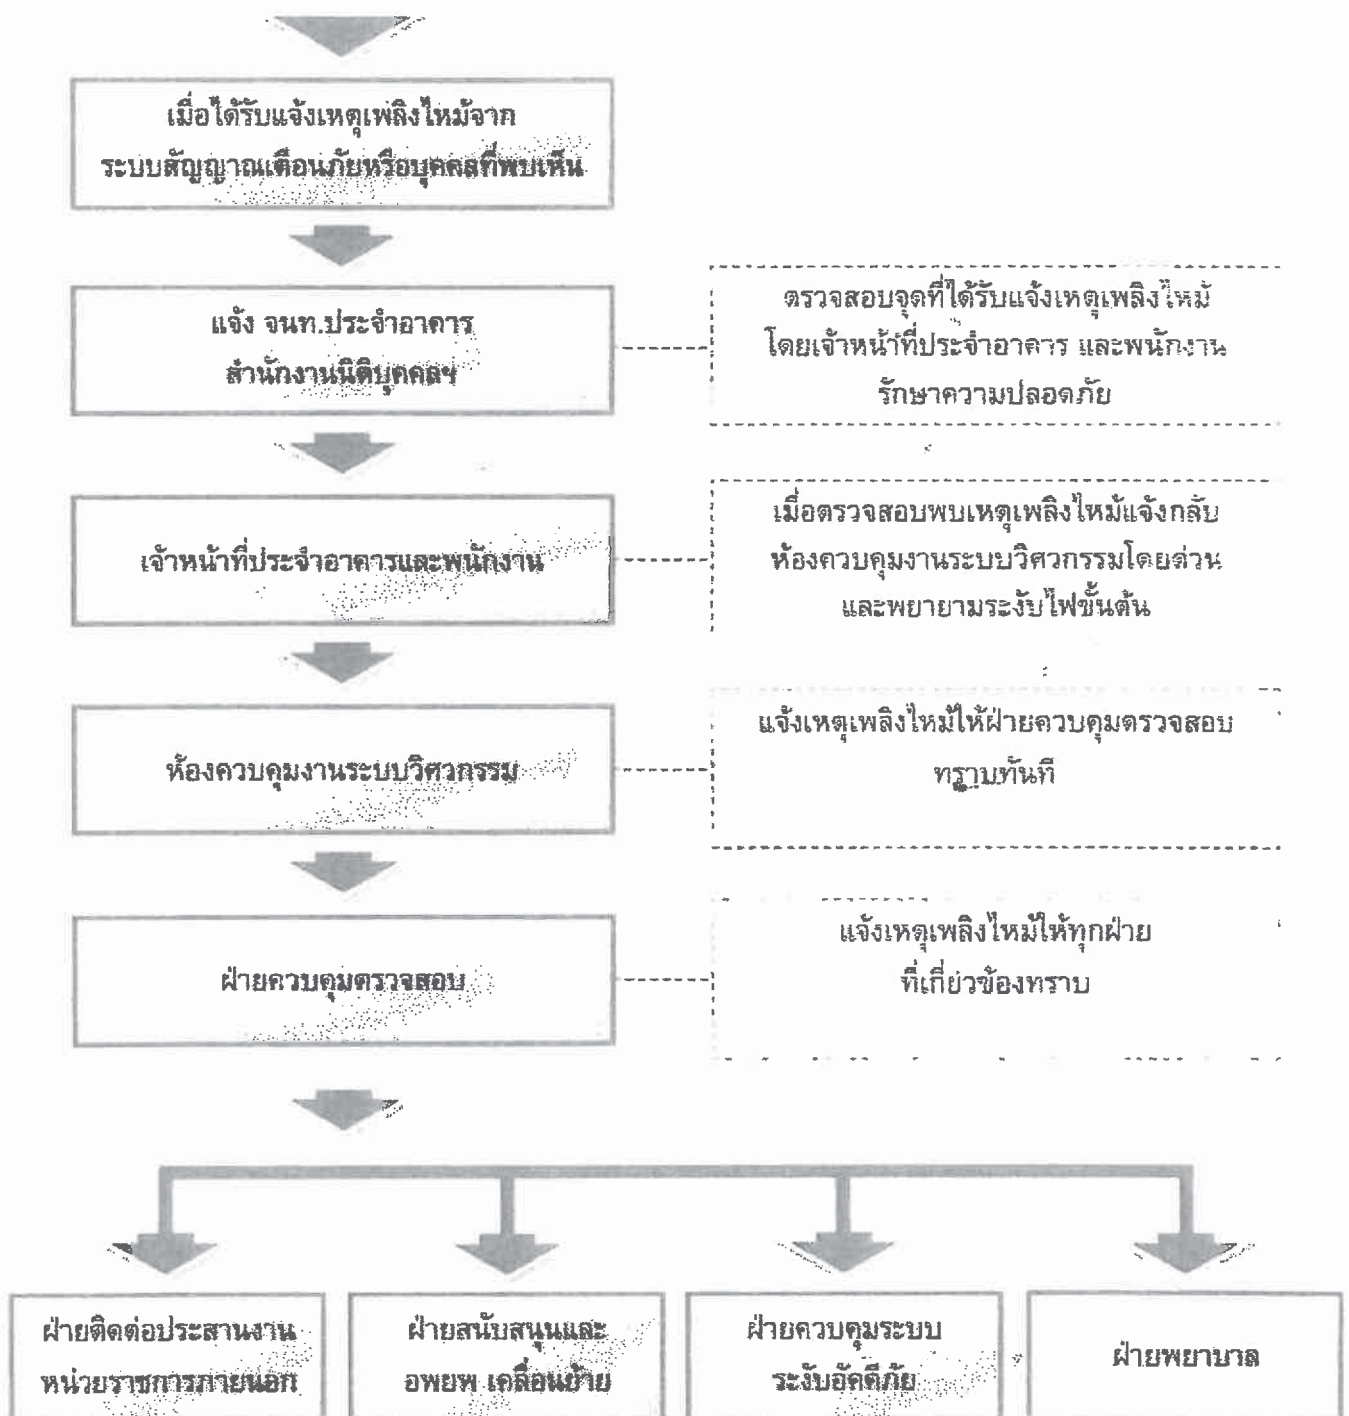 เมื่อได้รับแจ้งเหตุเพลิงไหม้จาก
ระบบสัญญาณเตือนภัยหรือบุคคลที่พบเห็น
แจ้ง จนท.ประจำอาคาร
สำนักงานนิติบุคคลฯ
ตรวจสอบจุดที่ได้รับแจ้งเหตุเพลิงไหม้
โดยเจ้าหน้าที่ประจำอาคาร และพนักงาน
รักษาความปลอดภัย
เจ้าหน้าที่ประจำอาคารและพนักงาน
เมื่อตรวจสอบพบเหตุเพลิงไหม้แจ้งกลับ
ห้องควบคุมงานระบบวิศวกรรมโดยด่วน
และพยายามระงับไฟขั้นต้น
ห้องควบคุมงานระบบวิศวกรรม
แจ้งเหตุเพลิงไหม้ให้ฝ่ายควบคุมตรวจสอบ
ทราบทันที
ฝ่ายควบคุมตรวจสอบ
แจ้งเหตุเพลิงไหม้ให้ทุกฝ่าย
ที่เกี่ยวข้องทราบ
ฝ่ายติดต่อประสานงาน
หน่วยราชการภายนอก
ฝ่ายสนับสนุนและ
อพยพ เคลื่อนย้าย
ฝ่ายควบคุมระบบ
ระงับอัคคีภัย
ฝ่ายพยาบาล